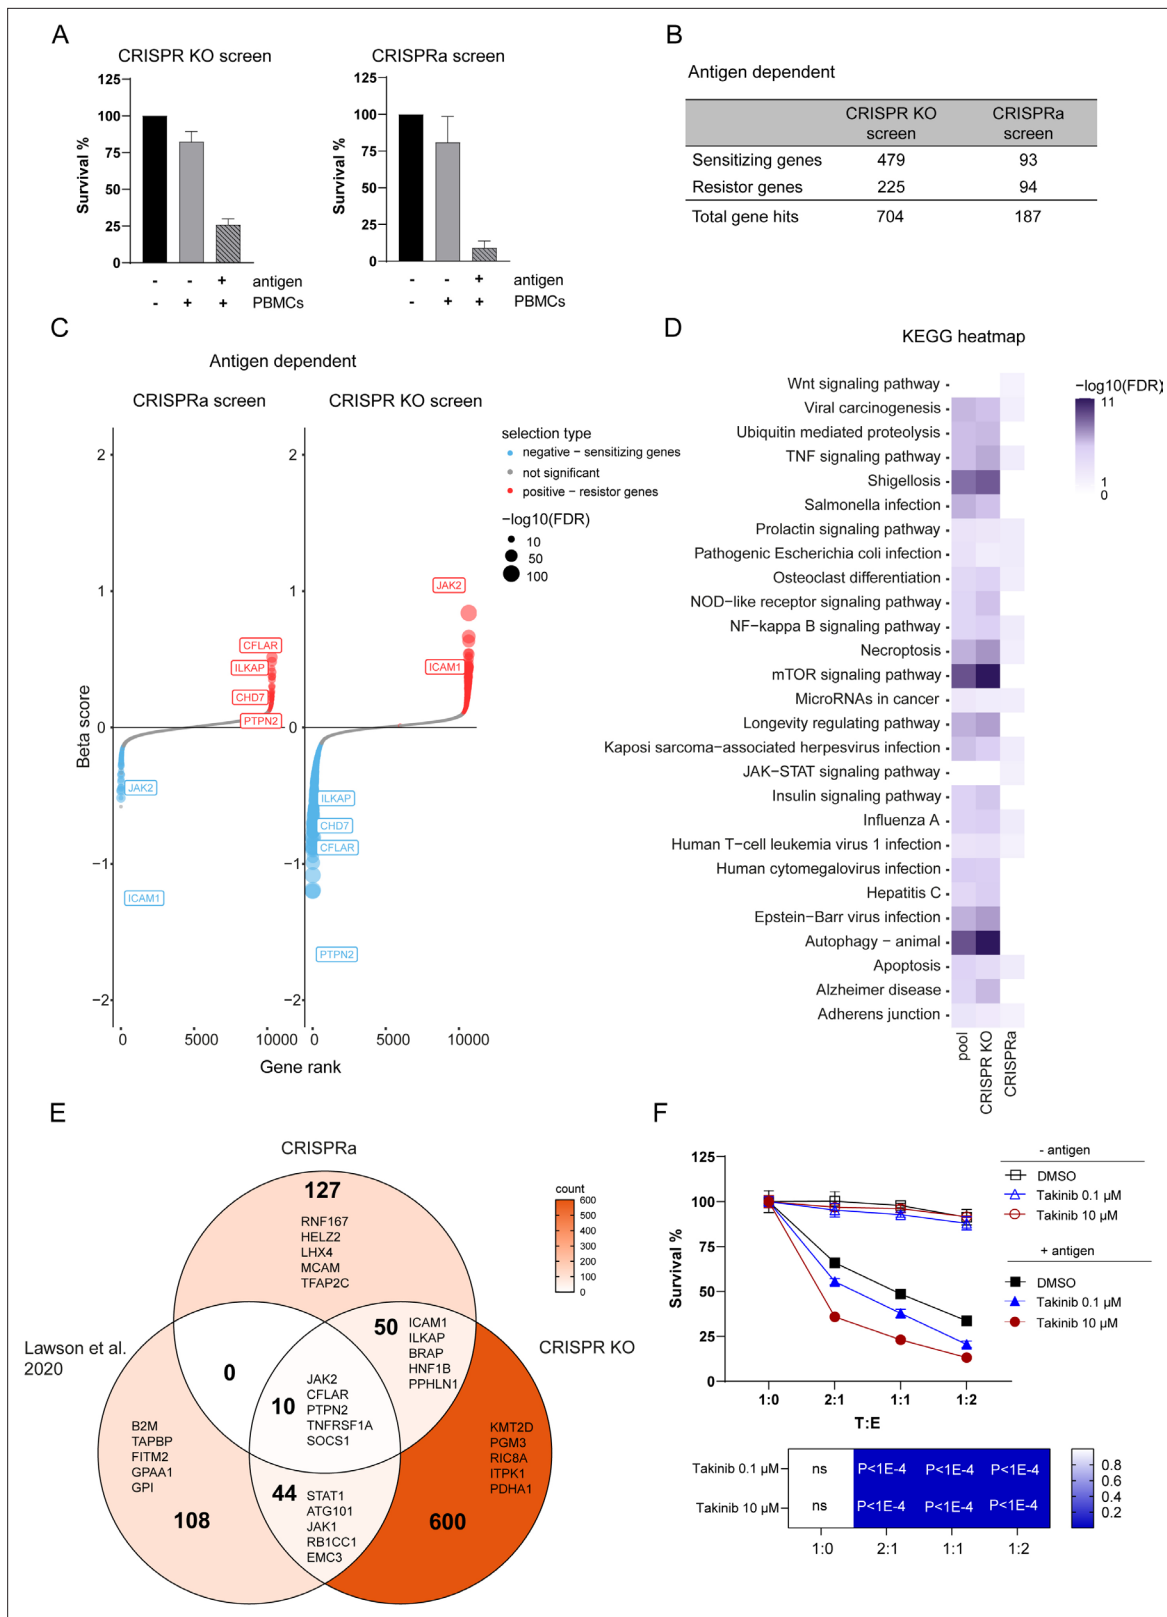 A
CRISPR KO screen
CRISPRa screen
Survival %
125
100
75
50
25
0
- - + antigen
- + + PBMCs
Survival %
125
100
75
50
25
0
- - + antigen
- + + PBMCs
B
Antigen dependent
CRISPR KO screen
CRISPRa screen
Sensitizing genes 479 93
Resistor genes 225 94
Total gene hits 704 187
C
Antigen dependent
CRISPRa screen
CRISPR KO screen
Beta score
2
1
0
−1
−2
CFLAR
ILKAP
CHD7
PTPN2
JAK2
ICAM1
0 5000 10000
2
1
0
−1
−2
JAK2
ICAM1
ILKAP
CHD7
CFLAR
PTPN2
0 5000 10000
Gene rank
selection type
negative − sensitizing genes
not significant
positive − resistor genes
−log10(FDR)
10
50
100
D
KEGG heatmap
Wnt signaling pathway
Viral carcinogenesis
Ubiquitin mediated proteolysis
TNF signaling pathway
Shigellosis
Salmonella infection
Prolactin signaling pathway
Pathogenic Escherichia coli infection
Osteoclast differentiation
NOD−like receptor signaling pathway
NF−kappa B signaling pathway
Necroptosis
mTOR signaling pathway
MicroRNAs in cancer
Longevity regulating pathway
Kaposi sarcoma−associated herpesvirus infection
JAK−STAT signaling pathway
Insulin signaling pathway
Influenza A
Human T−cell leukemia virus 1 infection
Human cytomegalovirus infection
Hepatitis C
Epstein−Barr virus infection
Autophagy − animal
Apoptosis
Alzheimer disease
Adherens junction
pool
CRISPR KO
CRISPRa
−log10(FDR)
11
1
0
E
CRISPRa
127
RNF167
HELZ2
LHX4
MCAM
TFAP2C
count
600
500
400
300
200
100
0
Lawson et al.
2020
0
50
ICAM1
ILKAP
BRAP
HNF1B
PPHLN1
CRISPR KO
10
JAK2
CFLAR
PTPN2
TNFRSF1A
SOCS1
B2M
TAPBP
FITM2
GPAA1
GPI
108
44
STAT1
ATG101
JAK1
RB1CC1
EMC3
KMT2D
PGM3
RIC8A
ITPK1
PDHA1
600
F
Survival %
125
100
75
50
25
0
1:0 2:1 1:1 1:2
T:E
- antigen
DMSO
Takinib 0.1 µM
Takinib 10 µM
+ antigen
DMSO
Takinib 0.1 µM
Takinib 10 µM
Takinib 0.1 µM ns P<1E-4 P<1E-4 P<1E-4
Takinib 10 µM ns P<1E-4 P<1E-4 P<1E-4
1:0 2:1 1:1 1:2
0.8
0.6
0.4
0.2